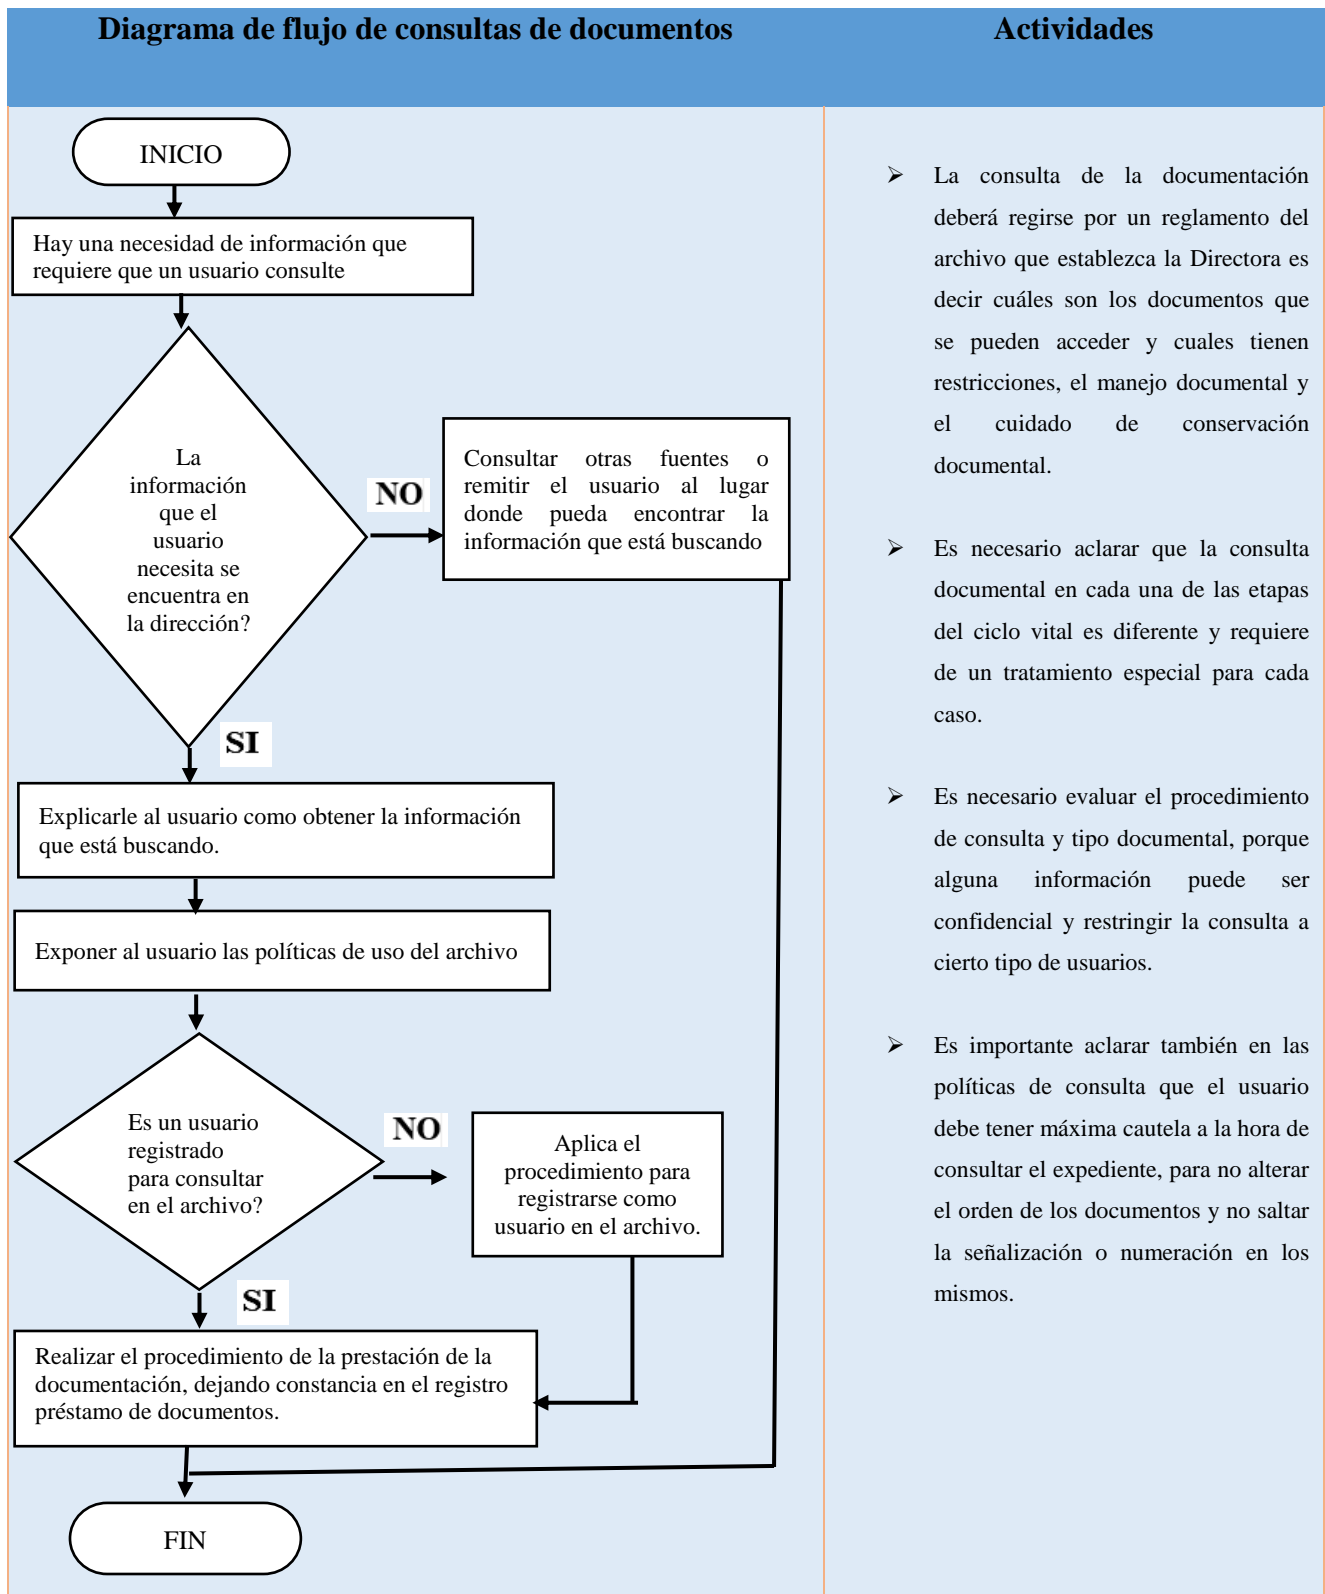 Diagrama de flujo de consultas de documentos
Actividades
INICIO
Hay una necesidad de información que
requiere que un usuario consulte
La
información
que el
usuario
necesita se
encuentra en
la dirección?
NO
Consultar otras fuentes o
remitir el usuario al lugar
donde pueda encontrar la
información que está buscando
SI
Explicarle al usuario como obtener la información
que está buscando.
Exponer al usuario las políticas de uso del archivo
Es un usuario
registrado
para consultar
en el archivo?
NO
Aplica el
procedimiento para
registrarse como
usuario en el archivo.
SI
Realizar el procedimiento de la prestación de la
documentación, dejando constancia en el registro
préstamo de documentos.
FIN
➢ La consulta de la documentación
deberá regirse por un reglamento del
archivo que establezca la Directora es
decir cuáles son los documentos que
se pueden acceder y cuales tienen
restricciones, el manejo documental y
el cuidado de conservación
documental.
➢ Es necesario aclarar que la consulta
documental en cada una de las etapas
del ciclo vital es diferente y requiere
de un tratamiento especial para cada
caso.
➢ Es necesario evaluar el procedimiento
de consulta y tipo documental, porque
alguna información puede ser
confidencial y restringir la consulta a
cierto tipo de usuarios.
➢ Es importante aclarar también en las
políticas de consulta que el usuario
debe tener máxima cautela a la hora de
consultar el expediente, para no alterar
el orden de los documentos y no saltar
la señalización o numeración en los
mismos.